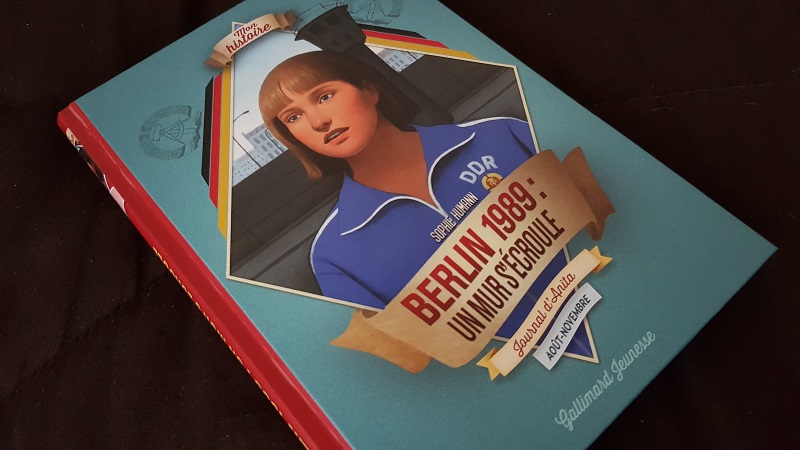 Mon
histoire
DDR
SOPHIE HUMANN
BERLIN 1989 :
UN MUR S'ÉCROULE
Journal d'Anita
AOÛT-NOVEMBRE
Gallimard Jeunesse